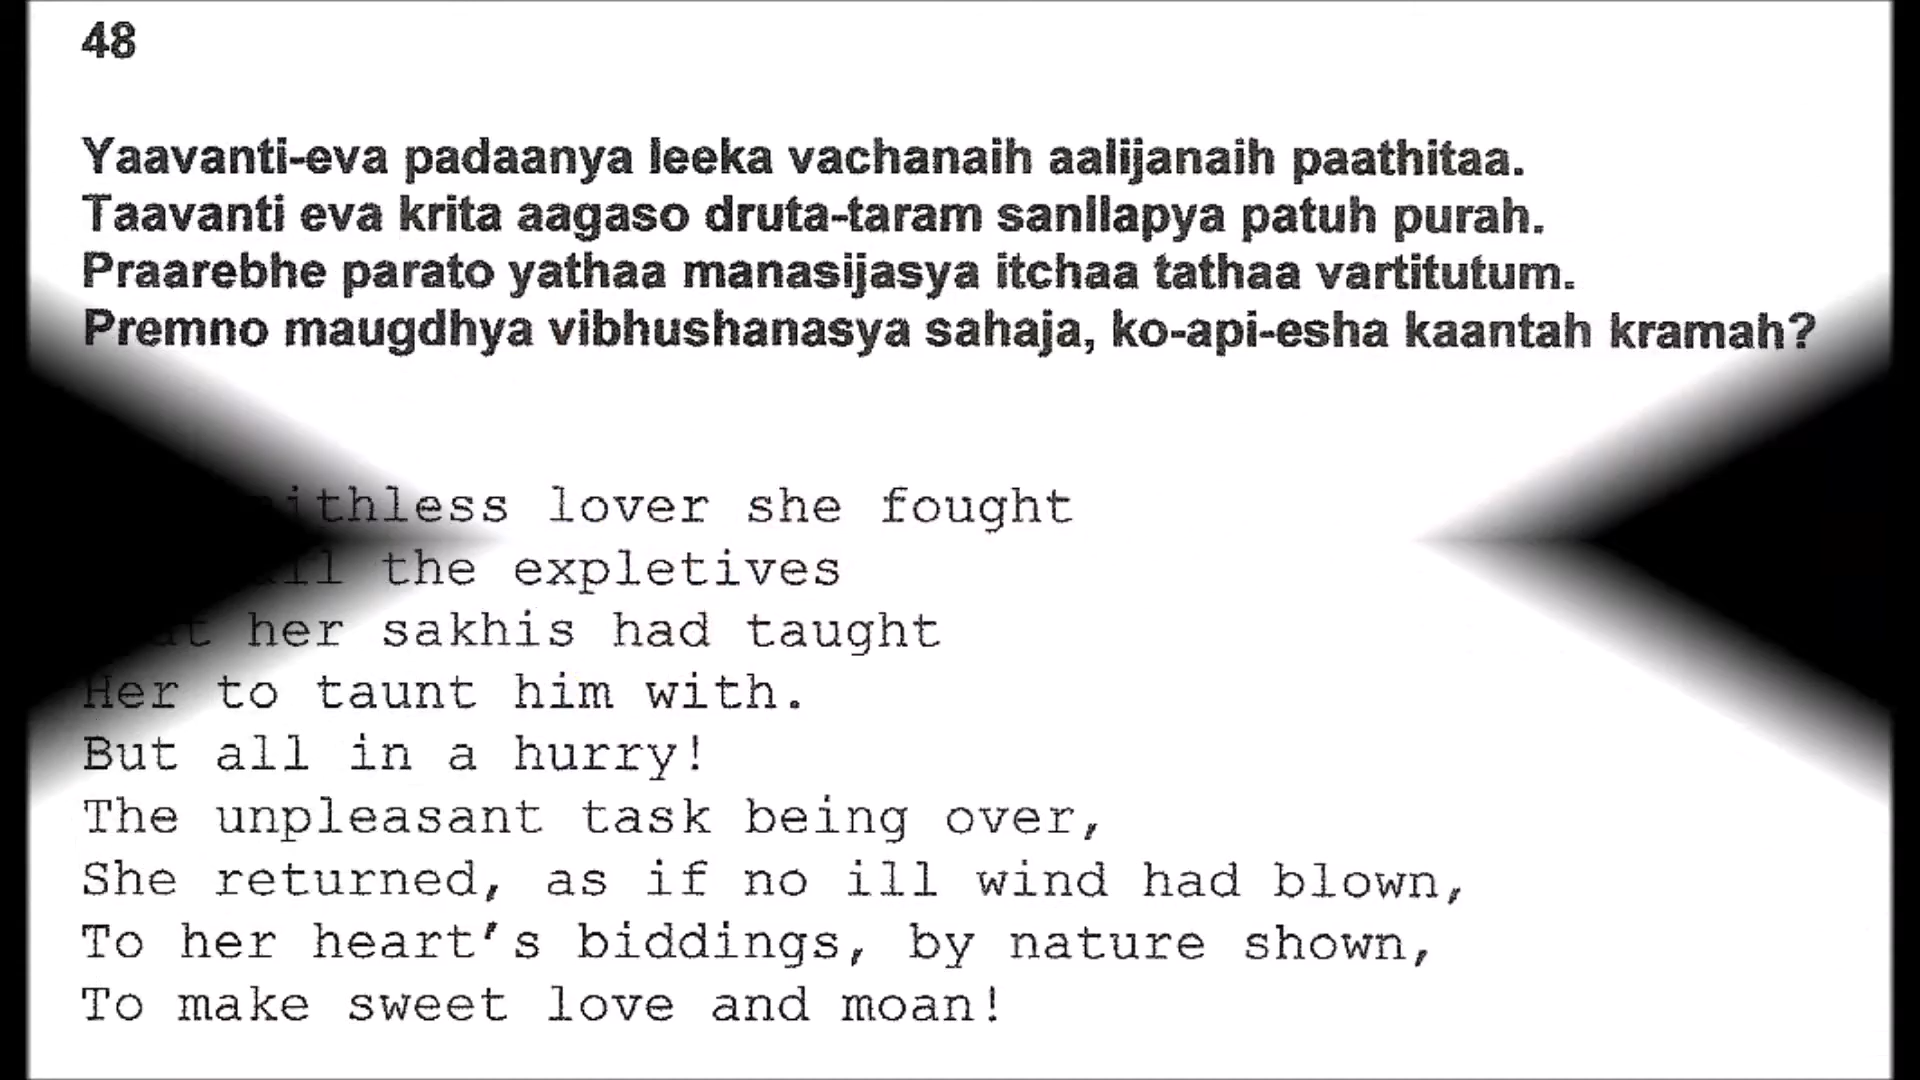 48
Yaavanti-eva padaanya leeka vachanaih aalijanaih paathitaa.
Taavanti eva krita aagaso druta-taram sanllapya patuh purah.
Praarebhe parato yathaa manasijasya itchaa tathaa vartitutum.
Premno maugdhya vibhushanasya sahaja, ko-api-esha kaantah kramah?
lover she fought
the expletives
her sakhis had taught
Her to taunt him with.
But all in a hurry!
The unpleasant task being over,
She returned, as if no ill wind had blown,
To her heart's biddings, by nature shown,
To make sweet love and moan!